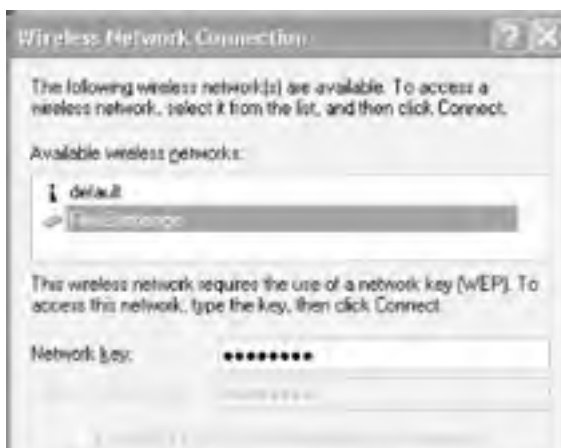 Wireless Network Connection
The following wireless network(s) are available. To access a
wireless network, select it from the list, and then click Connect.
Available wireless networks:
default
This wireless network requires the use of a network key (WEP). To
access this network, type the key, then click Connect
Network key: